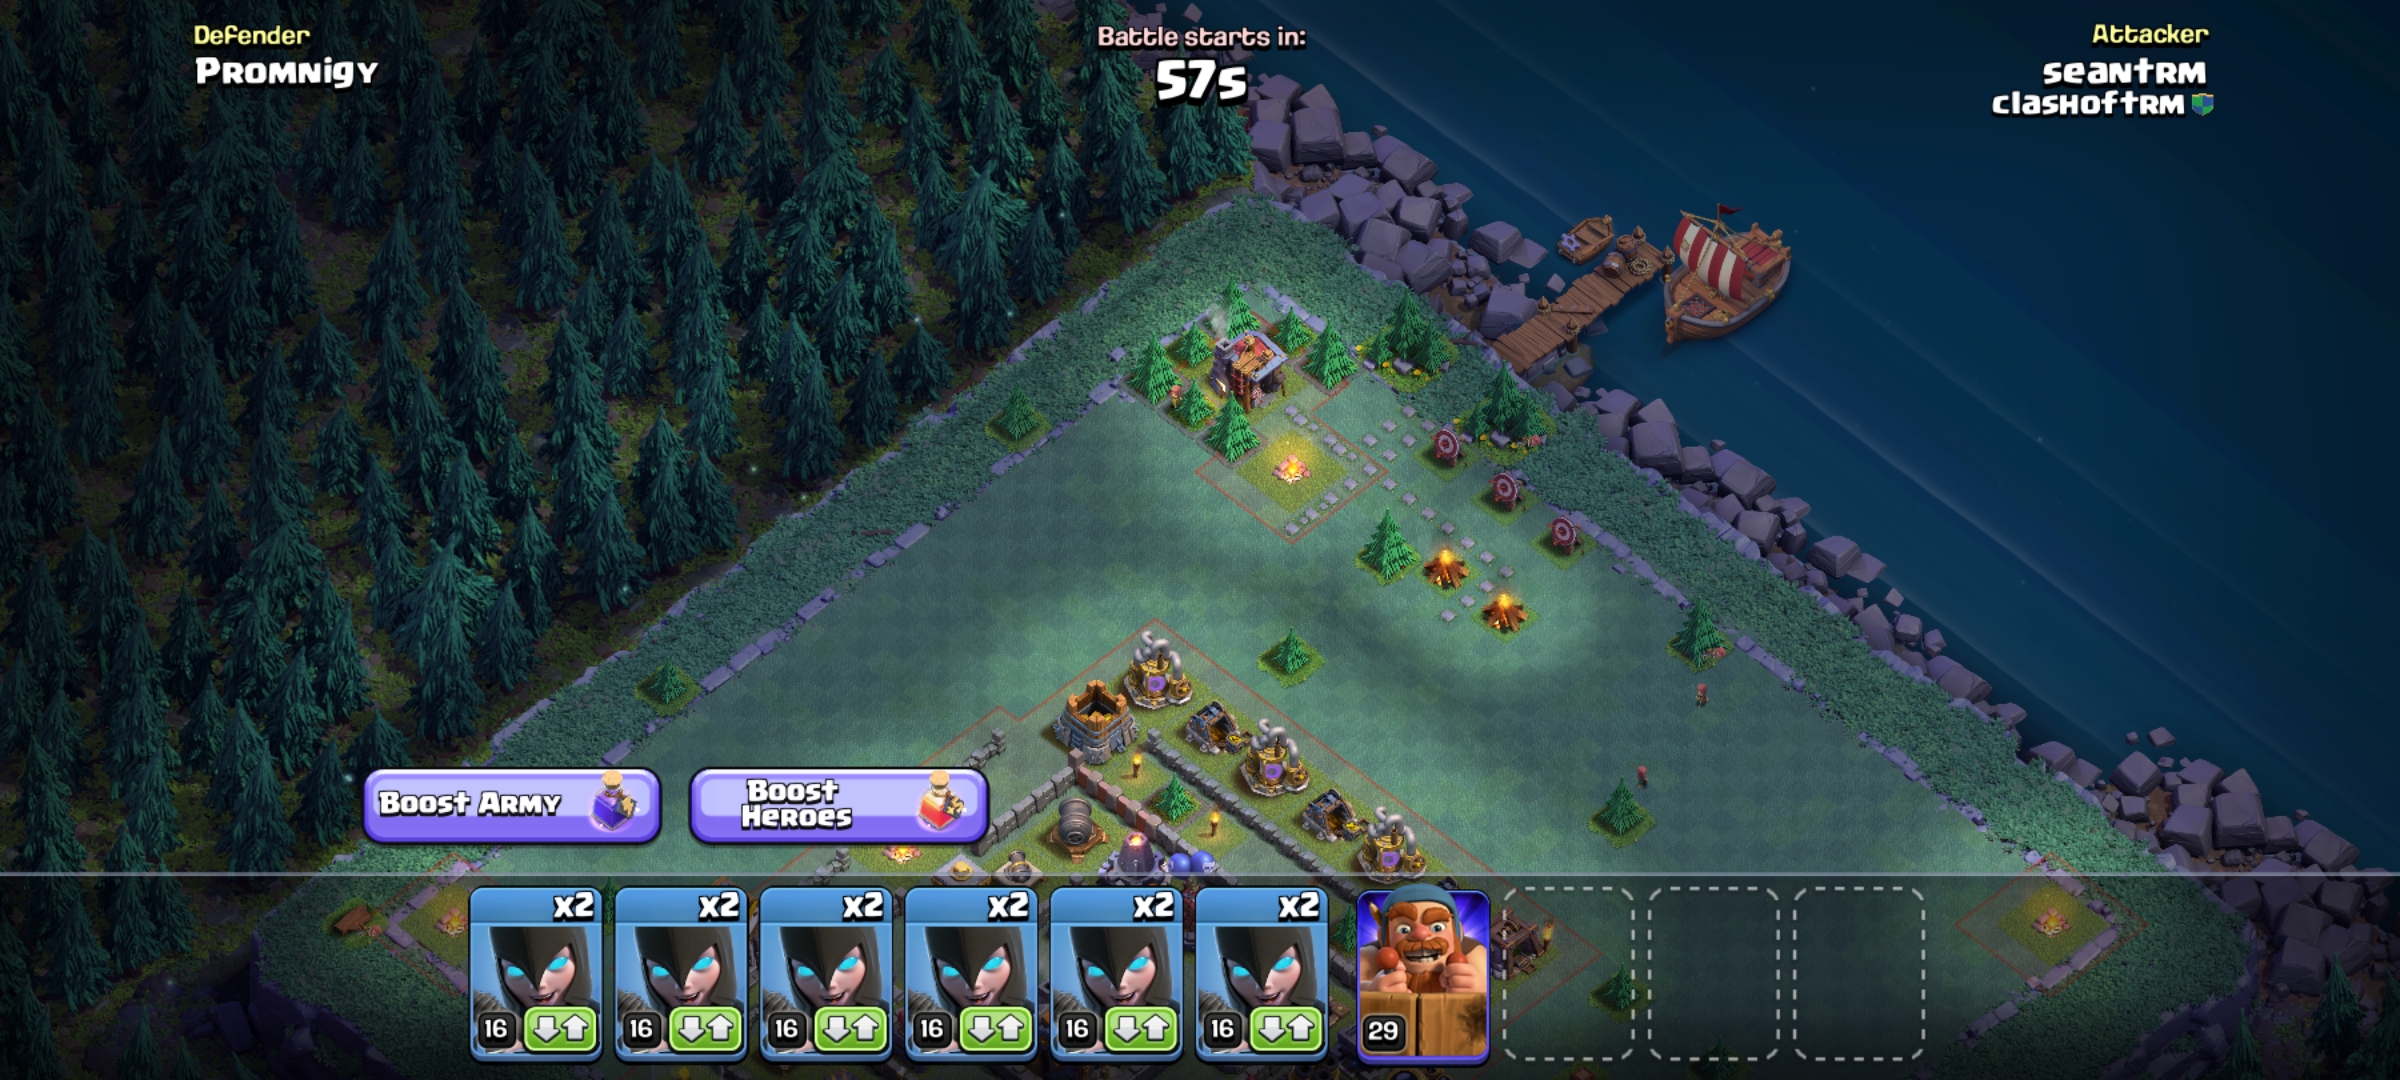 Defender
Promnigy
Battle starts in:
57s
Attacker
seantrm
clashoftrm
Boost Army
Boost
Heroes
x2
x2
x2
x2
x2
x2
16
16
16
16
16
16
29